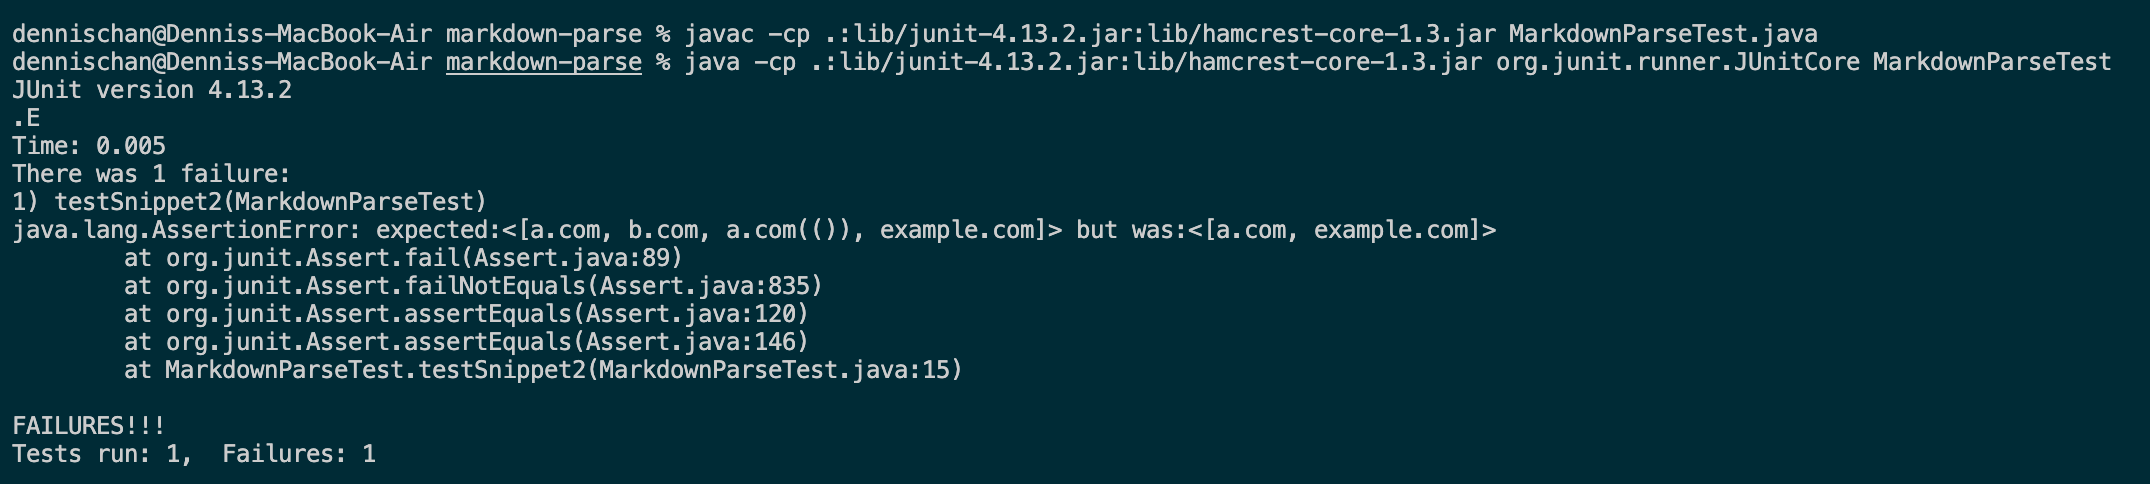 dennischan@Denniss-MacBook-Air markdown-parse % javac -cp .:lib/junit-4.13.2.jar:lib/hamcrest-core-1.3.jar MarkdownParseTest.java
dennischan@Denniss-MacBook-Air markdown-parse % java -cp .:lib/junit-4.13.2.jar:lib/hamcrest-core-1.3.jar org.junit.runner.JUnitCore MarkdownParseTest
JUnit version 4.13.2
.E
Time: 0.005
There was 1 failure:
1) testSnippet2(MarkdownParseTest)
java.lang.AssertionError: expected:<[a.com, b.com, a.com(()), example.com]> but was:<[a.com, example.com]>
        at org.junit.Assert.fail(Assert.java:89)
        at org.junit.Assert.failNotEquals(Assert.java:835)
        at org.junit.Assert.assertEquals(Assert.java:120)
        at org.junit.Assert.assertEquals(Assert.java:146)
        at MarkdownParseTest.testSnippet2(MarkdownParseTest.java:15)
FAILURES!!!
Tests run: 1,  Failures: 1